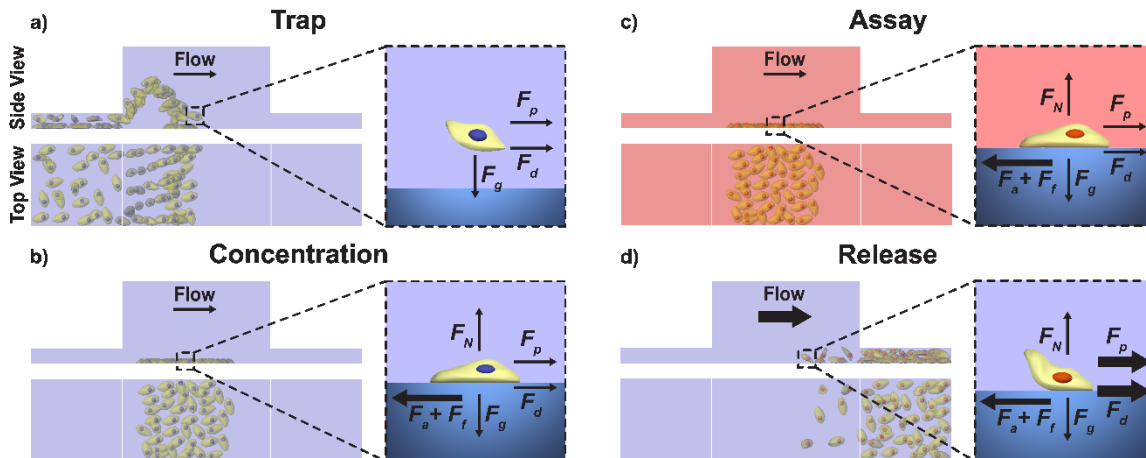 a)
Trap
Side View
Flow
F_p
F_d
F_g
Top View
b)
Concentration
Flow
F_N
F_p
F_d
F_a + F_f
F_g
c)
Assay
Flow
F_N
F_p
F_d
F_a + F_f
F_g
d)
Release
Flow
F_N
F_p
F_d
F_a + F_f
F_g